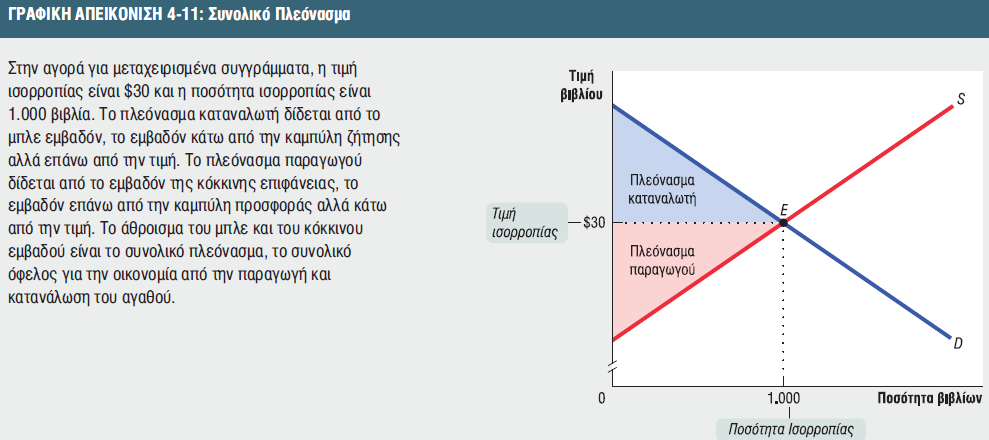 ΓΡΑΦΙΚΗ ΑΠΕΙΚΟΝΙΣΗ 4-11: Συνολικό Πλεόνασμα
Στην αγορά για μεταχειρισμένα συγγράμματα, η τιμή
ισορροπίας είναι $30 και η ποσότητα ισορροπίας είναι
1.000 βιβλία. Το πλεόνασμα καταναλωτή δίδεται από το
μπλε εμβαδόν, το εμβαδόν κάτω από την καμπύλη ζήτησης
αλλά επάνω από την τιμή. Το πλεόνασμα παραγωγού
δίδεται από το εμβαδόν της κόκκινης επιφάνειας, το
εμβαδόν επάνω από την καμπύλη προσφοράς αλλά κάτω
από την τιμή. Το άθροισμα του μπλε και του κόκκινου
εμβαδού είναι το συνολικό πλεόνασμα, το συνολικό
όφελος για την οικονομία από την παραγωγή και
κατανάλωση του αγαθού.
Τιμή
βιβλίου
S
Πλεόνασμα
καταναλωτή
E
Τιμή
ισορροπίας
$30
Πλεόνασμα
παραγωγού
D
0
1.000
Ποσότητα βιβλίων
Ποσότητα Ισορροπίας